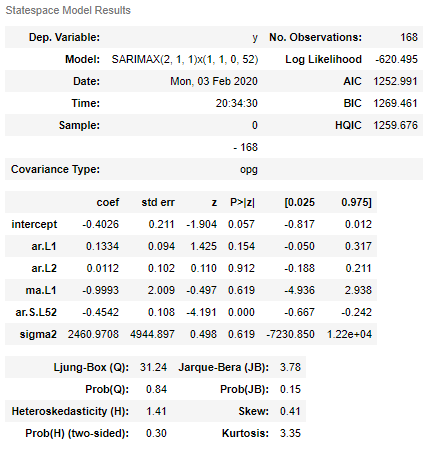 Statespace Model Results
Dep. Variable: y No. Observations: 168
Model: SARIMAX(2, 1, 1)x(1, 1, 0, 52) Log Likelihood -620.495
Date: Mon, 03 Feb 2020 AIC 1252.991
Time: 20:34:30 BIC 1269.461
Sample: 0 HQIC 1259.676
- 168
Covariance Type: opg
coef std err z P>|z| [0.025 0.975]
intercept -0.4026 0.211 -1.904 0.057 -0.817 0.012
ar.L1 0.1334 0.094 1.425 0.154 -0.050 0.317
ar.L2 0.0112 0.102 0.110 0.912 -0.188 0.211
ma.L1 -0.9993 2.009 -0.497 0.619 -4.936 2.938
ar.S.L52 -0.4542 0.108 -4.191 0.000 -0.667 -0.242
sigma2 2460.9708 4944.897 0.498 0.619 -7230.850 1.22e+04
Ljung-Box (Q): 31.24 Jarque-Bera (JB): 3.78
Prob(Q): 0.84 Prob(JB): 0.15
Heteroskedasticity (H): 1.41 Skew: 0.41
Prob(H) (two-sided): 0.30 Kurtosis: 3.35